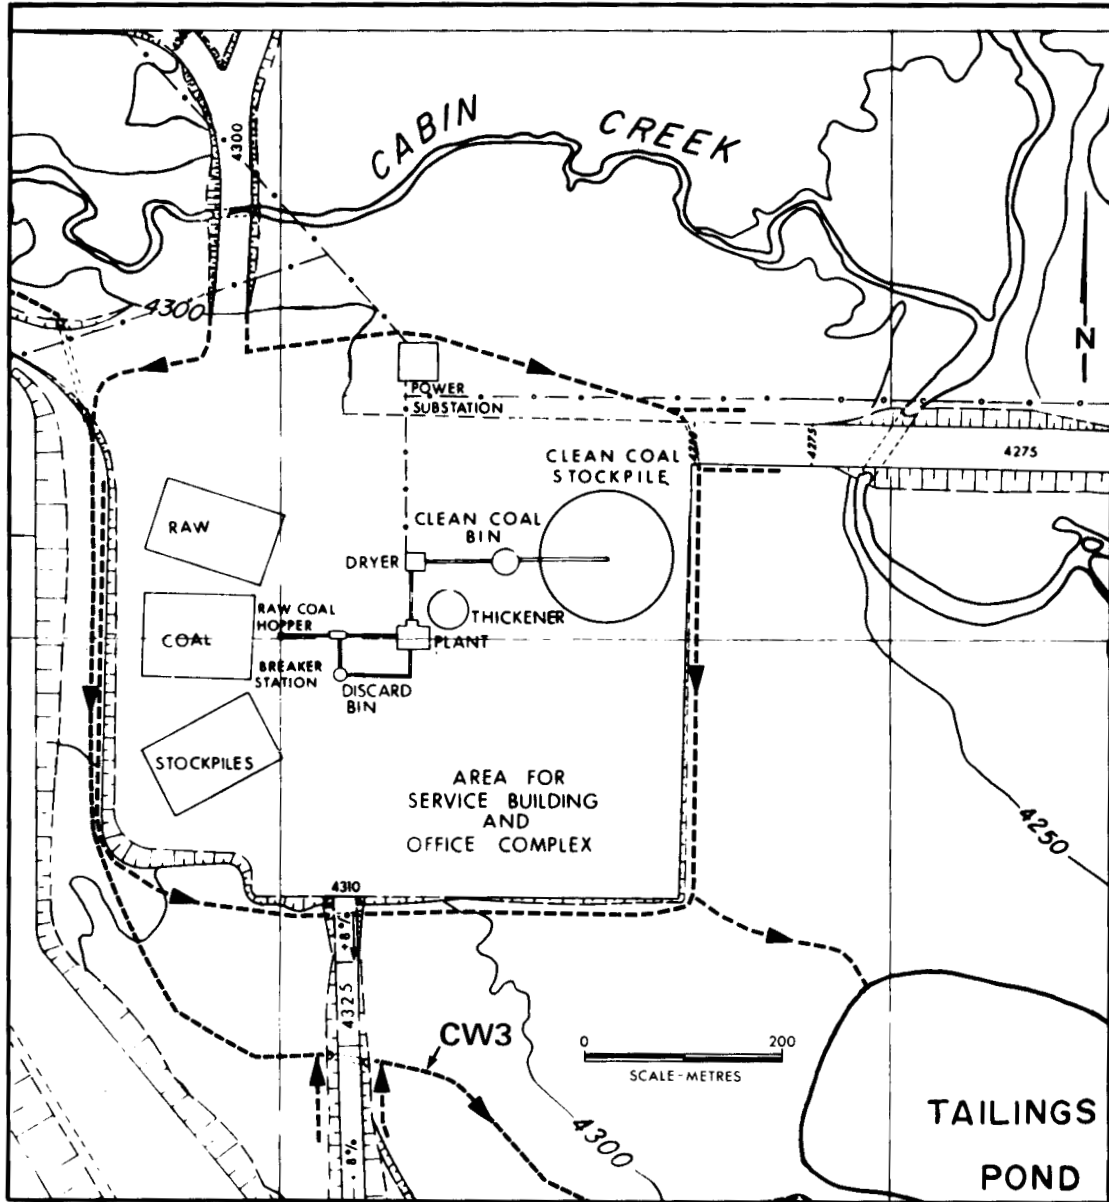 CABIN CREEK
4300
4300
N
POWER
SUBSTATION
4275
4275
CLEAN COAL
STOCKPILE
RAW
CLEAN COAL
BIN
DRYER
RAW COAL
HOPPER
THICKENER
COAL
PLANT
BREAKER
STATION
DISCARD
BIN
STOCKPILES
AREA FOR
SERVICE BUILDING
AND
OFFICE COMPLEX
4250
4310
+8%
4325
CW3
0 200
SCALE-METRES
4300
+8%
TAILINGS
POND